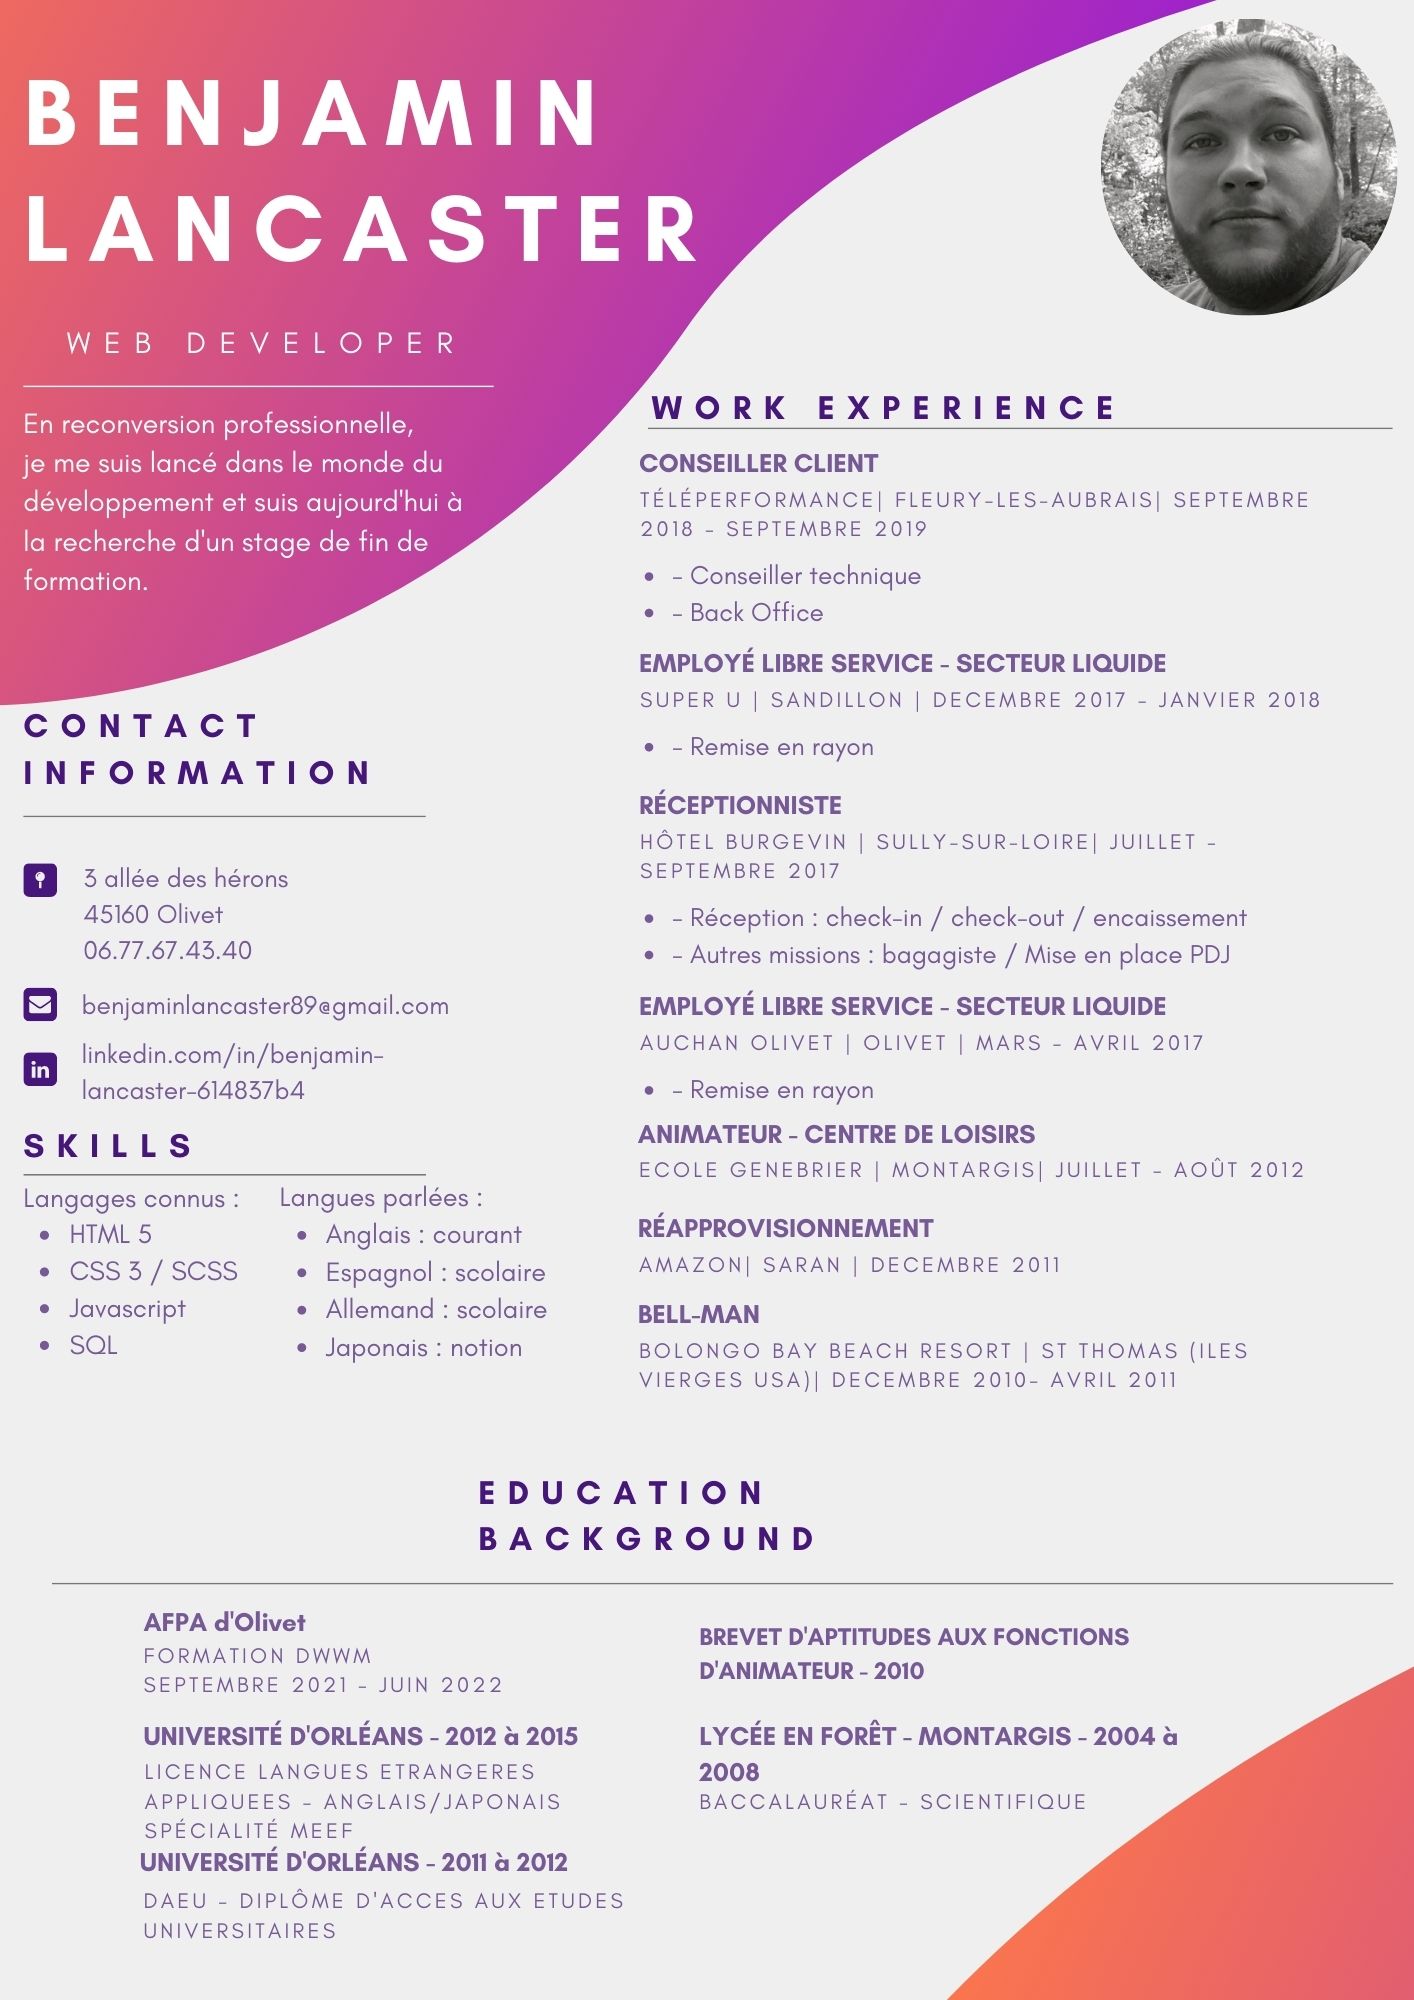 BENJAMIN
LANCASTER
WEB DEVELOPER
En reconversion professionnelle,
je me suis lancé dans le monde du
développement et suis aujourd'hui à
la recherche d'un stage de fin de
formation.
CONTACT
INFORMATION
3 allée des hérons
45160 Olivet
06.77.67.43.40
benjaminlancaster89@gmail.com
linkedin.com/in/benjamin-
lancaster-614837b4
SKILLS
Langages connus :
• HTML 5
• CSS 3 / SCSS
• Javascript
• SQL
Langues parlées :
• Anglais : courant
• Espagnol : scolaire
• Allemand : scolaire
• Japonais : notion
WORK EXPERIENCE
CONSEILLER CLIENT
TÉLÉPERFORMANCE| FLEURY-LES-AUBRAIS| SEPTEMBRE
2018 - SEPTEMBRE 2019
• - Conseiller technique
• - Back Office
EMPLOYÉ LIBRE SERVICE - SECTEUR LIQUIDE
SUPER U | SANDILLON | DECEMBRE 2017 - JANVIER 2018
• - Remise en rayon
RÉCEPTIONNISTE
HÔTEL BURGEVIN | SULLY-SUR-LOIRE| JUILLET -
SEPTEMBRE 2017
• - Réception : check-in / check-out / encaissement
• - Autres missions : bagagiste / Mise en place PDJ
EMPLOYÉ LIBRE SERVICE - SECTEUR LIQUIDE
AUCHAN OLIVET | OLIVET | MARS - AVRIL 2017
• - Remise en rayon
ANIMATEUR - CENTRE DE LOISIRS
ECOLE GENEBRIER | MONTARGIS| JUILLET - AOÛT 2012
RÉAPPROVISIONNEMENT
AMAZON| SARAN | DECEMBRE 2011
BELL-MAN
BOLONGO BAY BEACH RESORT | ST THOMAS (ILES
VIERGES USA)| DECEMBRE 2010- AVRIL 2011
EDUCATION
BACKGROUND
AFPA d'Olivet
FORMATION DWWM
SEPTEMBRE 2021 - JUIN 2022
UNIVERSITÉ D'ORLÉANS - 2012 à 2015
LICENCE LANGUES ETRANGERES
APPLIQUEES - ANGLAIS/JAPONAIS
SPÉCIALITÉ MEEF
UNIVERSITÉ D'ORLÉANS - 2011 à 2012
DAEU - DIPLÔME D'ACCES AUX ETUDES
UNIVERSITAIRES
BREVET D'APTITUDES AUX FONCTIONS
D'ANIMATEUR - 2010
LYCÉE EN FORÊT - MONTARGIS - 2004 à
2008
BACCALAURÉAT - SCIENTIFIQUE